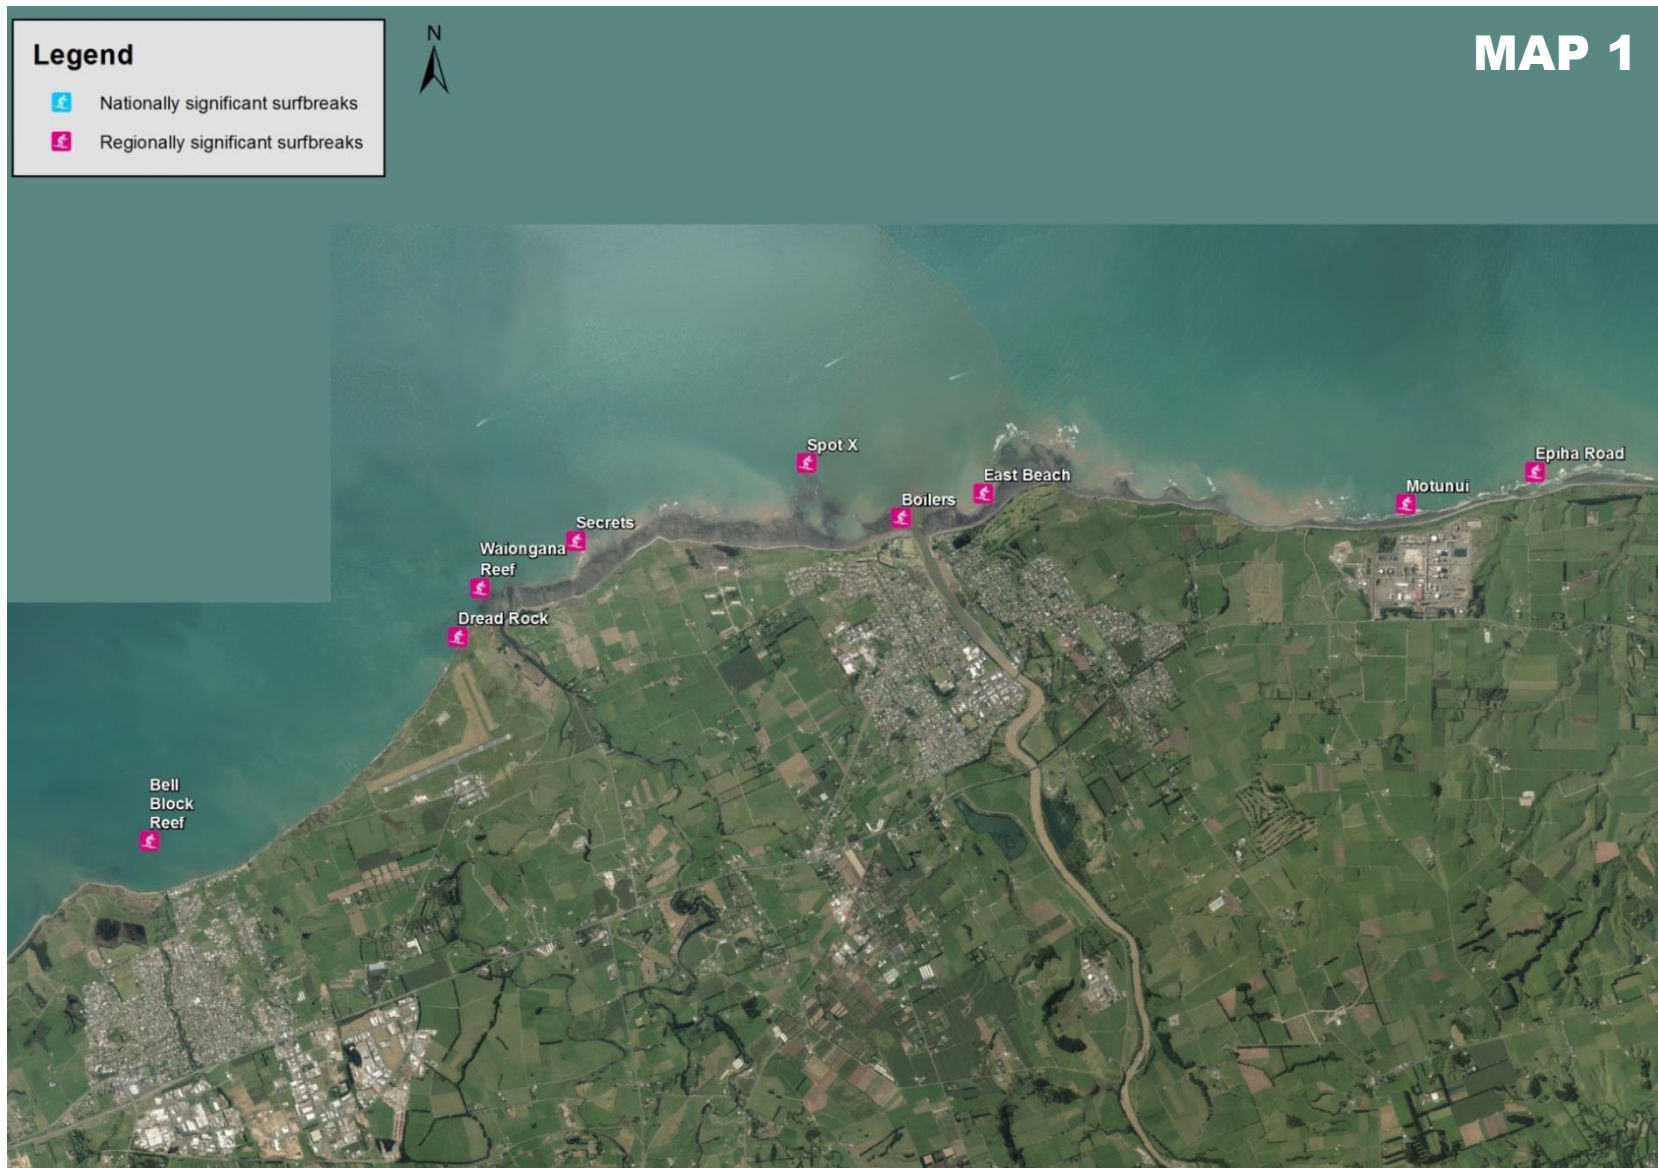 Legend
Nationally significant surfbreaks
Regionally significant surfbreaks
N
MAP 1
Spot X
Epiha Road
East Beach
Motunui
Boilers
Secrets
Waiongana
Reef
Dread Rock
Bell
Block
Reef